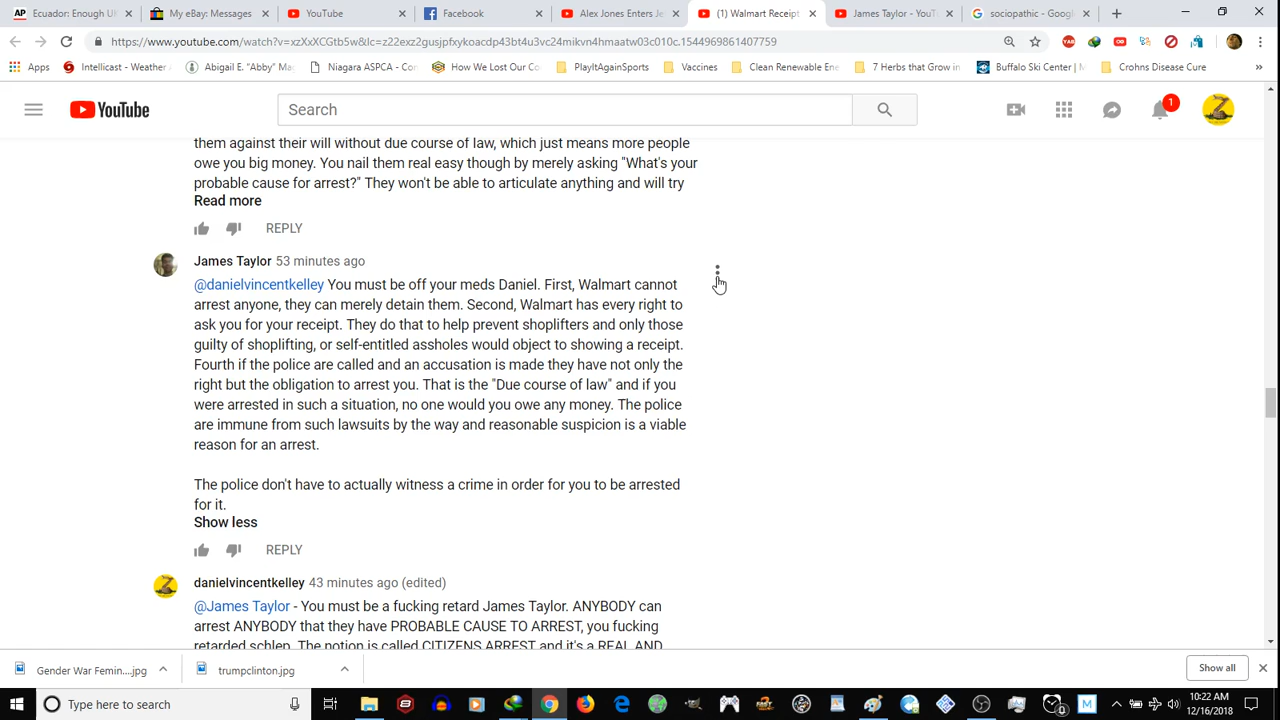 Ecuador: Enough U
My eBay: Messages
YouTube
Facebook
Alex Jones Enters Je
(1) Walmart Receipt
James Taylor - YouT
sociopathic - Googl
https://www.youtube.com/watch?v=xzXxXCGtb5w&lc=z22exz2gusjpfxykoacdp43bt4u3vc24mikvn4hmaatw03c010c.1544969861407759
Apps
Intellicast - Weather
Abigail E. "Abby" Ma
Niagara ASPCA - Co
How We Lost Our C
PlayItAgainSports
Vaccines
Clean Renewable Ene
7 Herbs that Grow in
Buffalo Ski Center | N
Crohns Disease Cure
YouTube
Search
1
them against their will without due course of law, which just means more people
owe you big money. You nail them real easy though by merely asking "What's your
probable cause for arrest?" They won't be able to articulate anything and will try
Read more
REPLY
James Taylor 53 minutes ago
@danielvincentkelley You must be off your meds Daniel. First, Walmart cannot
arrest anyone, they can merely detain them. Second, Walmart has every right to
ask you for your receipt. They do that to help prevent shoplifters and only those
guilty of shoplifting, or self-entitled assholes would object to showing a receipt.
Fourth if the police are called and an accusation is made they have not only the
right but the obligation to arrest you. That is the "Due course of law" and if you
were arrested in such a situation, no one would you owe any money. The police
are immune from such lawsuits by the way and reasonable suspicion is a viable
reason for an arrest.
The police don't have to actually witness a crime in order for you to be arrested
for it.
Show less
REPLY
danielvincentkelley 43 minutes ago (edited)
@James Taylor - You must be a fucking retard James Taylor. ANYBODY can
arrest ANYBODY that they have PROBABLE CAUSE TO ARREST, you fucking
retarded schlep. The notion is called CITIZENS ARREST and it's a REAL AND
Gender War Femin....jpg
trumpclinton.jpg
Show all
Type here to search
10:22 AM
12/16/2018